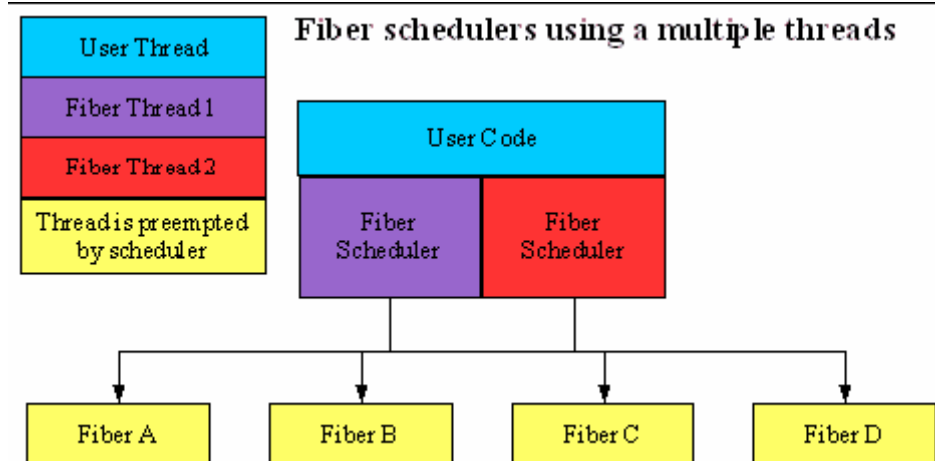 Fiber schedulers using a multiple threads
User Thread
Fiber Thread 1
Fiber Thread 2
Thread is preempted
by scheduler
User Code
Fiber
Scheduler
Fiber
Scheduler
Fiber A
Fiber B
Fiber C
Fiber D